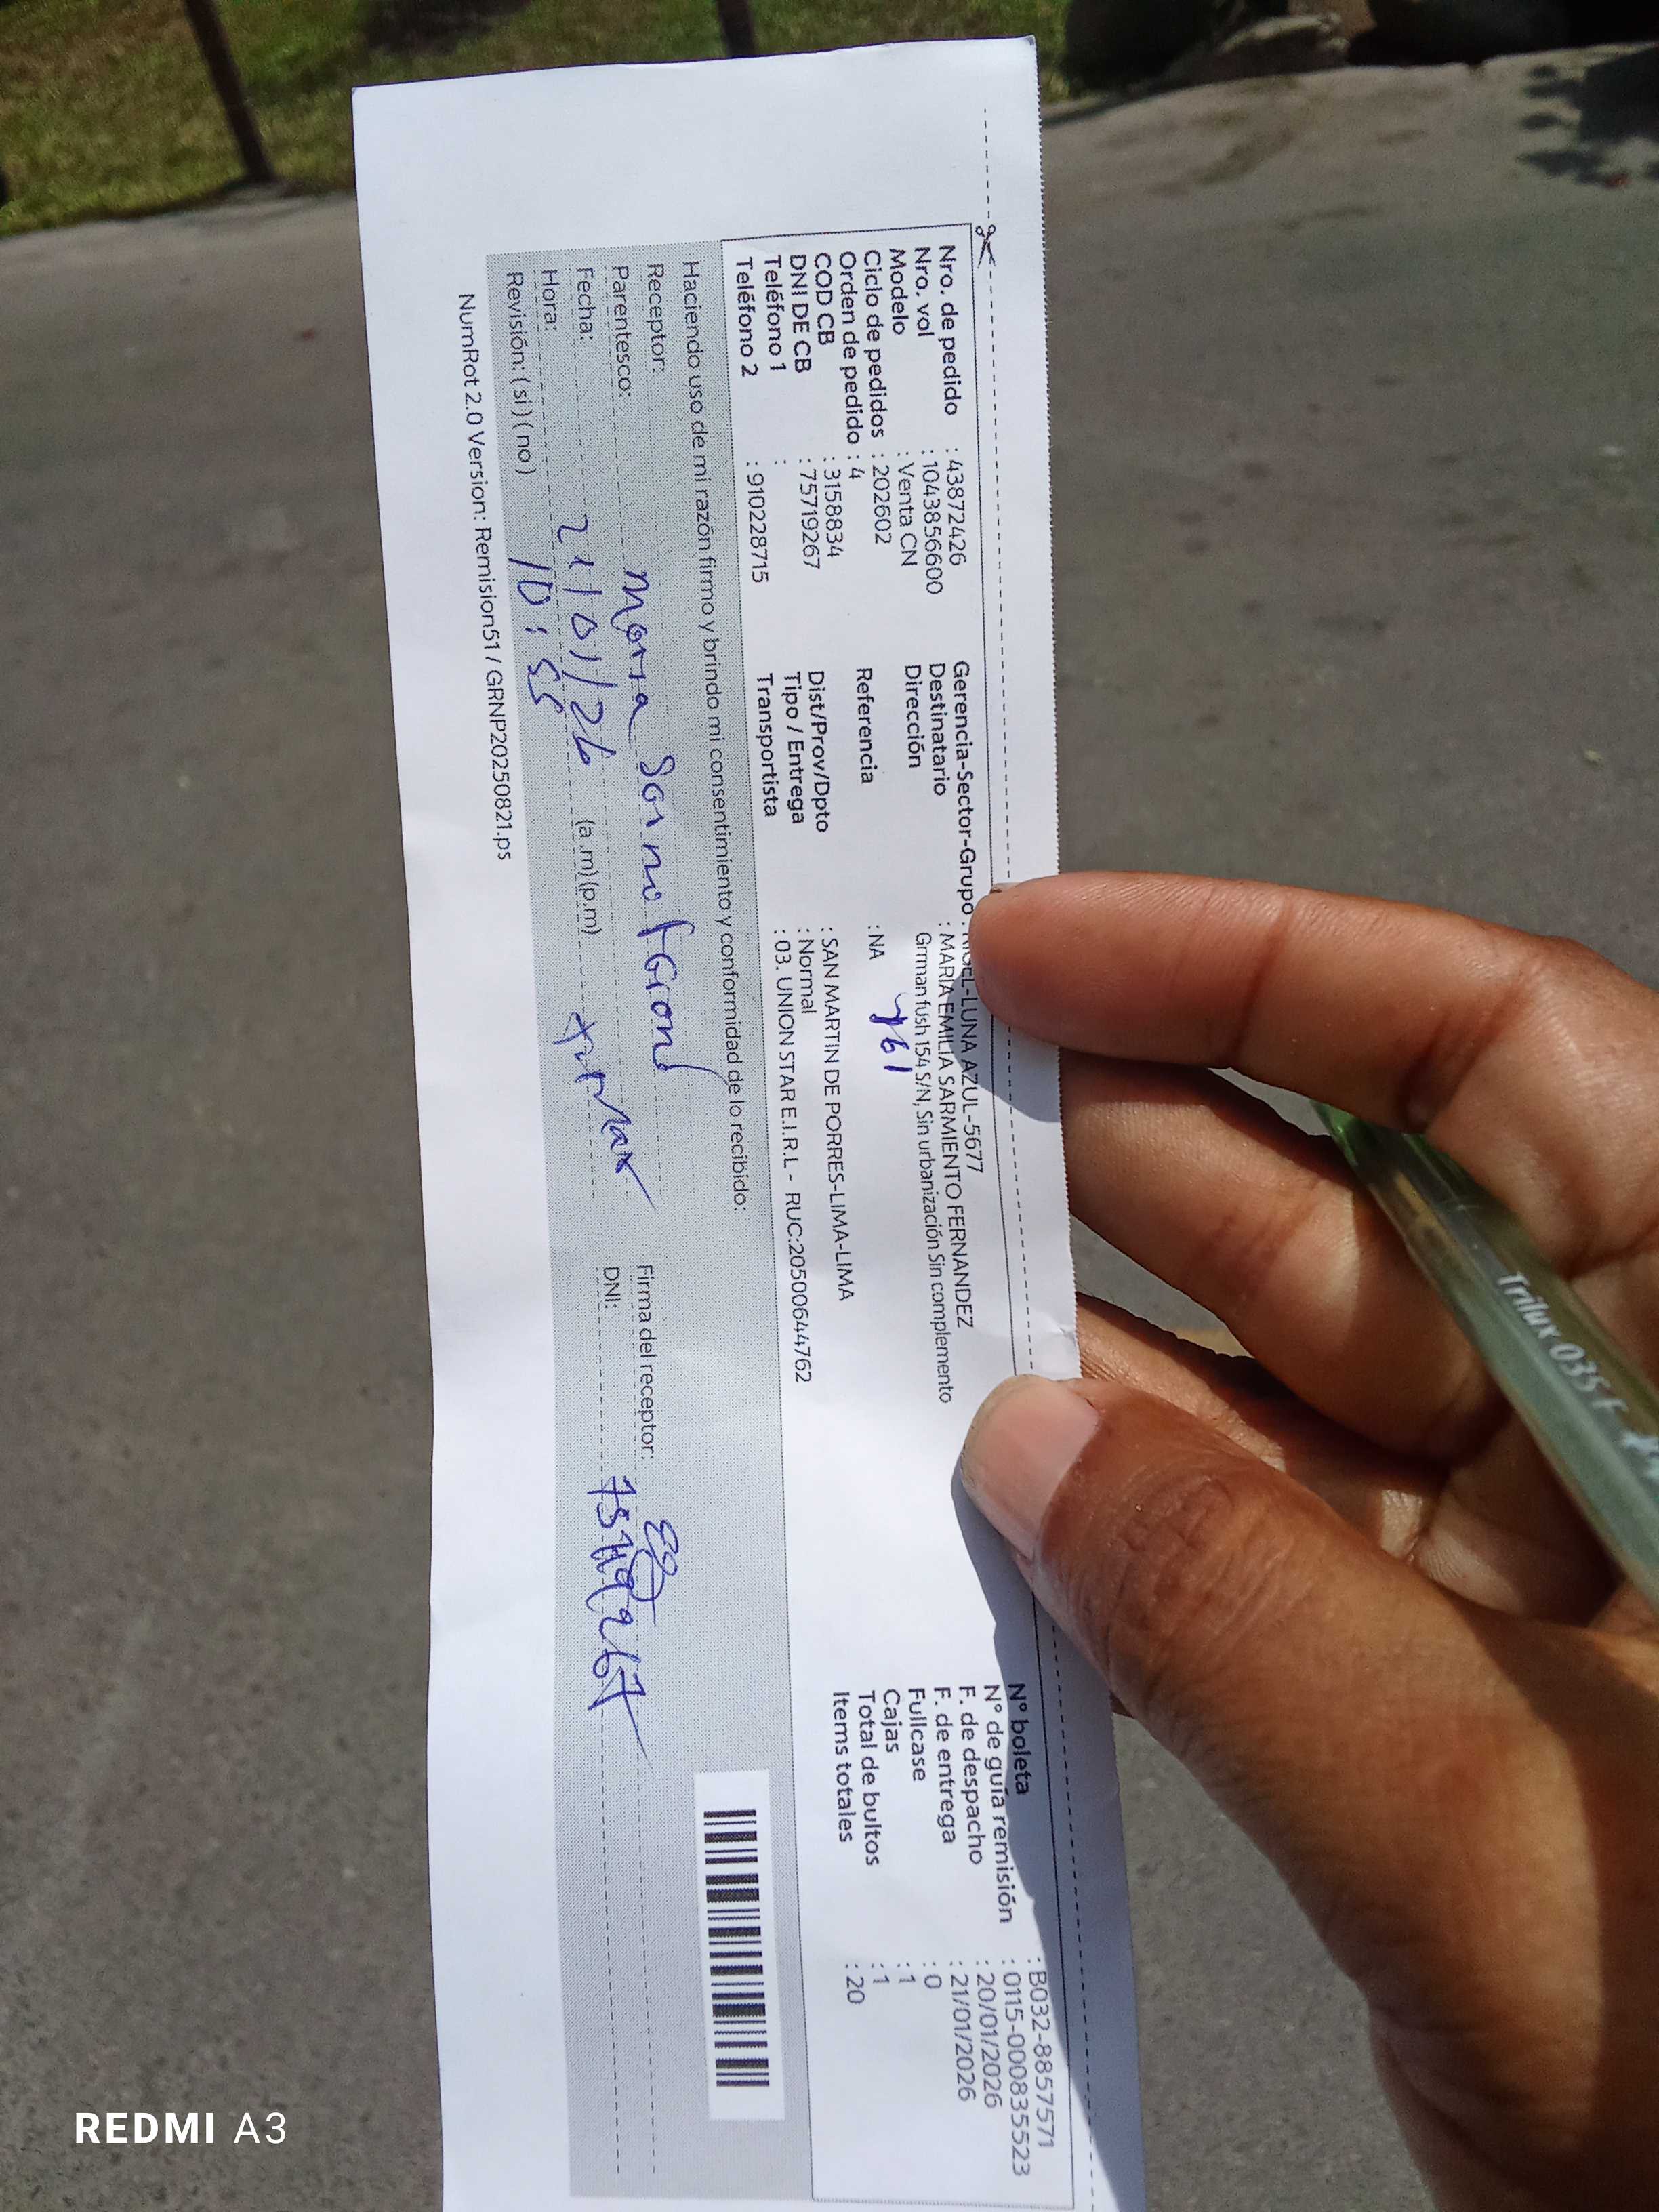 Nro. de pedido : 43872426
Nro. vol : 1043856600
Modelo : Venta CN
Ciclo de pedidos : 202602
Orden de pedido : 4
COD CB : 3158834
DNI DE CB : 75719267
Teléfono 1 :
Teléfono 2 : 910228715
Gerencia-Sector-Grupo : -LUNA AZUL-5677
Destinatario : MARIA EMILIA SARMIENTO FERNANDEZ
Dirección Grman fush 154 S/N, Sin urbanización Sin complemento
Referencia : NA
Dist/Prov/Dpto : SAN MARTIN DE PORRES-LIMA-LIMA
Tipo / Entrega : Normal
Transportista : 03. UNION STAR E.I.R.L - RUC:20500644762
N° boleta : B032-8857571
N° de guía remisión : 0115-000835523
F. de despacho : 20/01/2026
F. de entrega : 21/01/2026
Fullcase : 0
Cajas : 1
Total de bultos : 1
Items totales : 20
Haciendo uso de mi razón firmo y brindo mi consentimiento y conformidad de lo recibido:
Receptor: Maria
Parentesco:
Fecha: 21/01/26
Hora: 10:55 (a.m) (p.m)
Revisión: ( si ) ( no )
Firma del receptor:
DNI: 75719267
NumRot 2.0 Version: Remision51 / GRNP20250821.ps
Trilux 035 F
REDMI A3